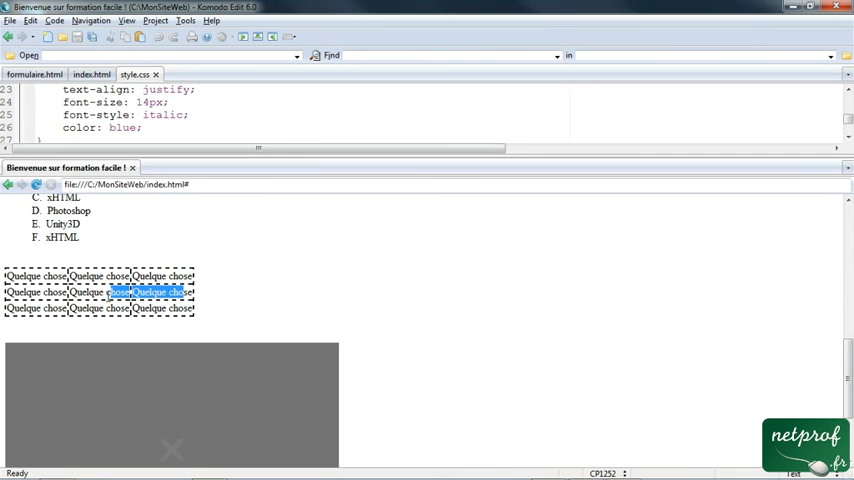 Bienvenue sur formation facile ! (C:\MonSiteWeb) - Komodo Edit 6.0
File Edit Code Navigation View Project Tools Help
Open Find in
formulaire.html index.html style.css
23 text-align: justify;
24 font-size: 14px;
25 font-style: italic;
26 color: blue;
27 }
Bienvenue sur formation facile !
file:///C:/MonSiteWeb/index.html#
C. xHTML
D. Photoshop
E. Unity3D
F. xHTML
Quelque chose Quelque chose Quelque chose
Quelque chose Quelque chose Quelque chose
Quelque chose Quelque chose Quelque chose
netprof
.fr
Ready CP1252 Text